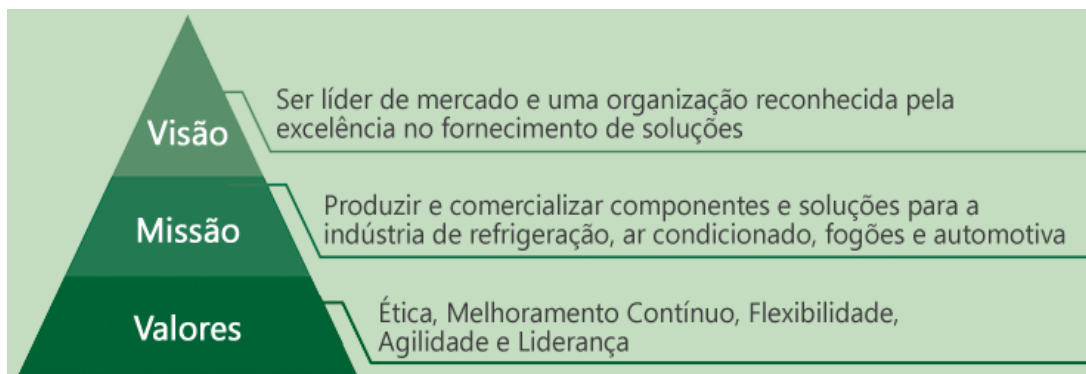 Visão
Ser líder de mercado e uma organização reconhecida pela
excelência no fornecimento de soluções
Missão
Produzir e comercializar componentes e soluções para a
indústria de refrigeração, ar condicionado, fogões e automotiva
Valores
Ética, Melhoramento Contínuo, Flexibilidade,
Agilidade e Liderança